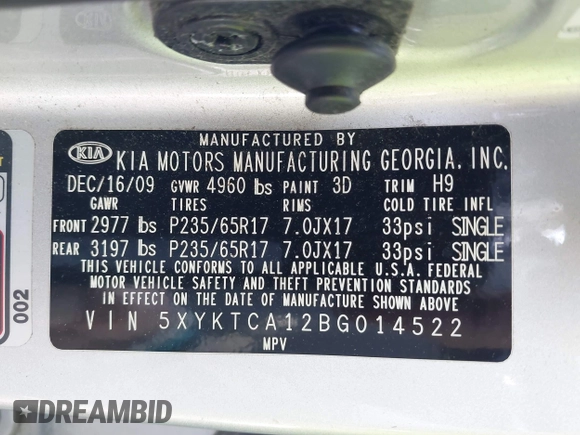 MANUFACTURED BY
KIA KIA MOTORS MANUFACTURING GEORGIA, INC.
DEC/16/09 GVWR 4960 lbs PAINT 3D TRIM H9
GAWR TIRES RIMS COLD TIRE INFL
FRONT 2977 lbs P235/65R17 7.0JX17 33psi SINGLE
REAR 3197 lbs P235/65R17 7.0JX17 33psi SINGLE
THIS VEHICLE CONFORMS TO ALL APPLICABLE U.S.A. FEDERAL
MOTOR VEHICLE SAFETY AND THEFT PREVENTION STANDARDS
IN EFFECT ON THE DATE OF MANUFACTURE SHOWN ABOVE
VIN 5XYKTCA12BG014522
MPV
002
DREAMBID